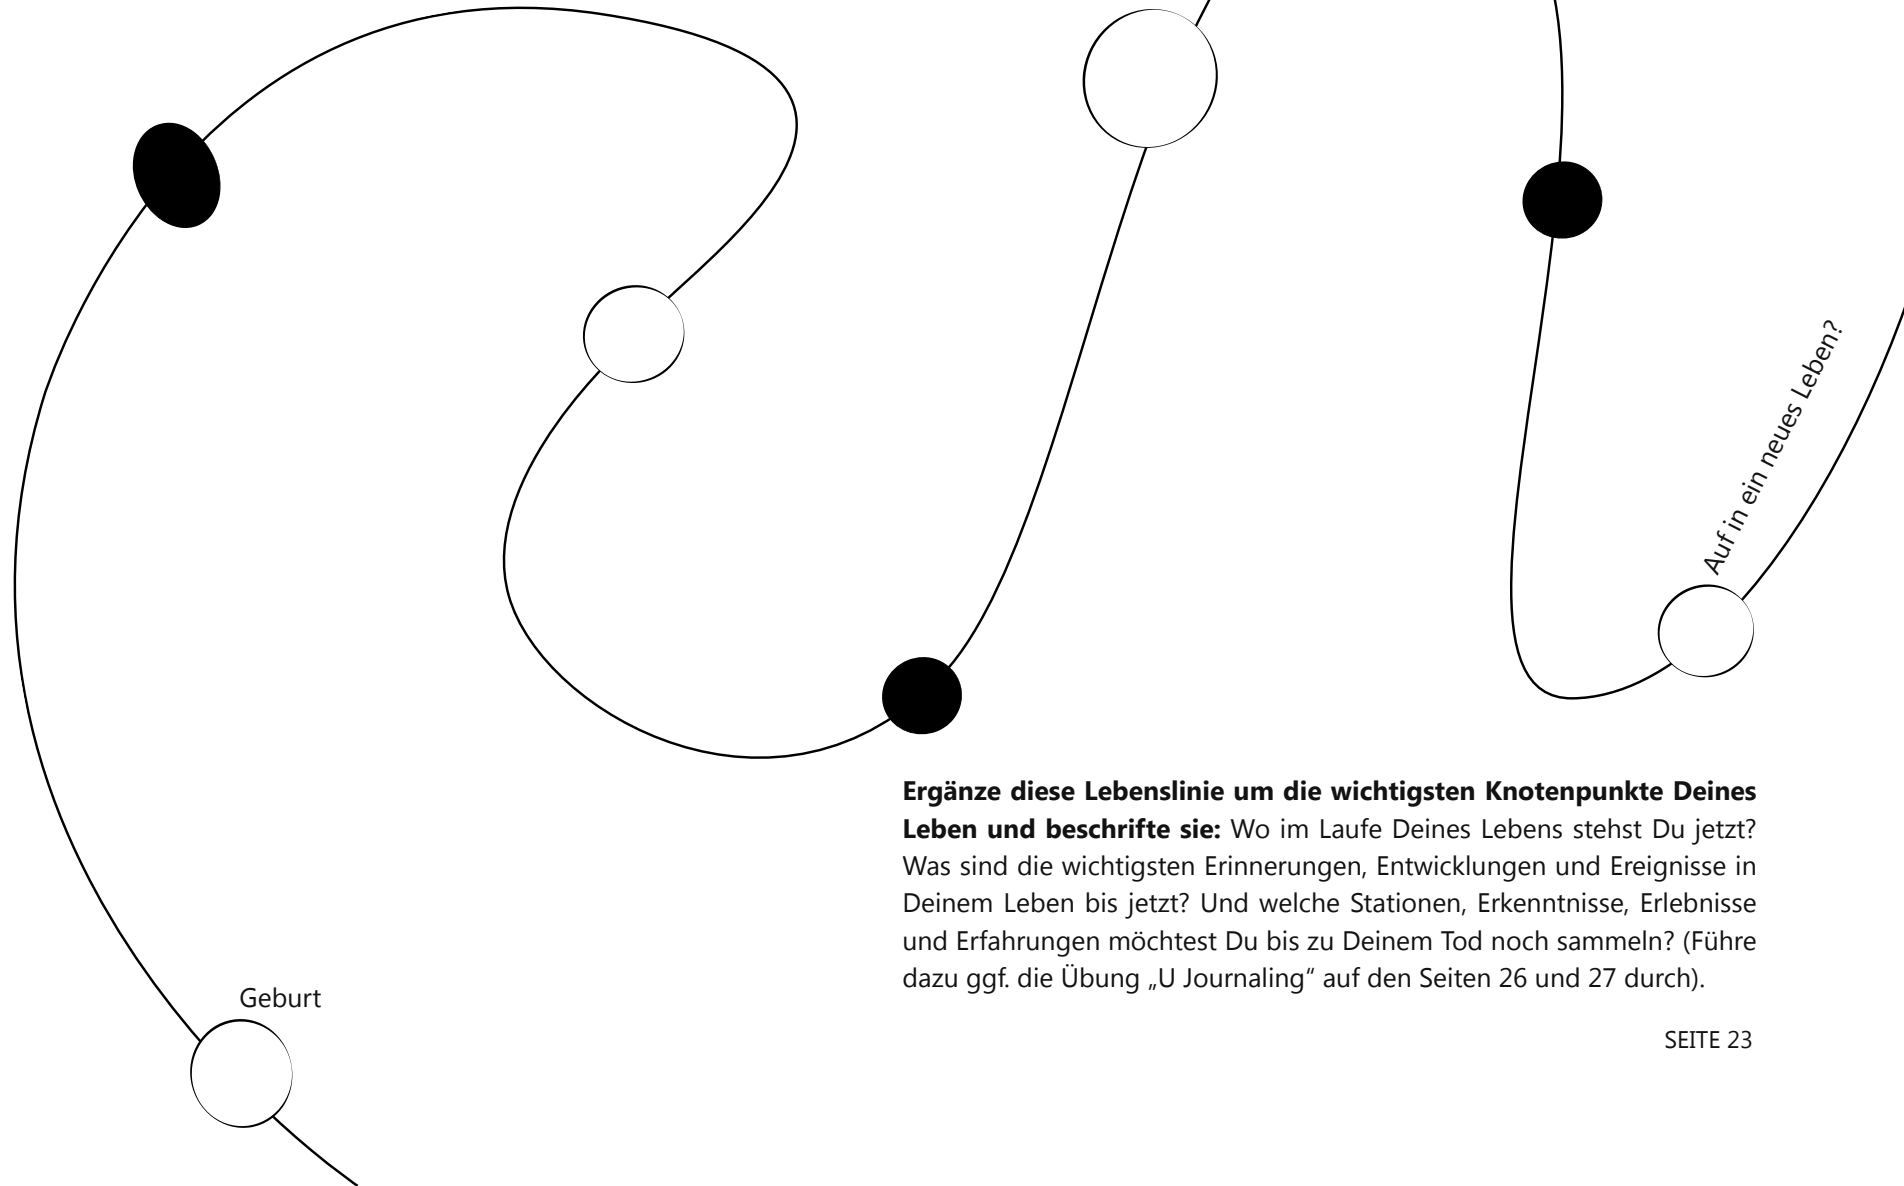 Auf in ein neues Leben?
Ergänze diese Lebenslinie um die wichtigsten Knotenpunkte Deines
Leben und beschrifte sie: Wo im Laufe Deines Lebens stehst Du jetzt?
Was sind die wichtigsten Erinnerungen, Entwicklungen und Ereignisse in
Deinem Leben bis jetzt? Und welche Stationen, Erkenntnisse, Erlebnisse
und Erfahrungen möchtest Du bis zu Deinem Tod noch sammeln? (Führe
dazu ggf. die Übung „U Journaling“ auf den Seiten 26 und 27 durch).
Geburt
SEITE 23